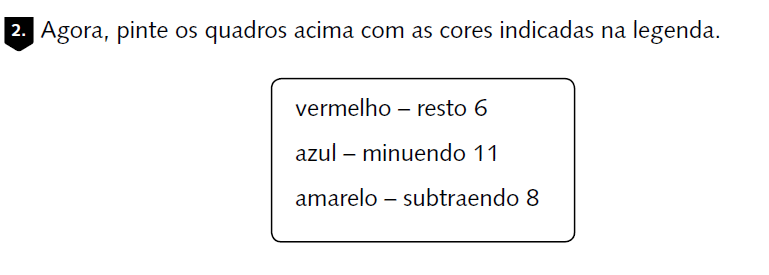 2. Agora, pinte os quadros acima com as cores indicadas na legenda.
vermelho – resto 6
azul – minuendo 11
amarelo – subtraendo 8